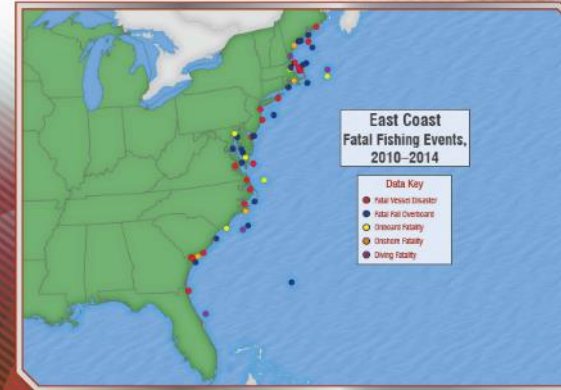 East Coast
Fatal Fishing Events,
2010–2014
Data Key
Fatal Vessel Disaster
Fatal Fall Overboard
Onboard Fatality
Onshore Fatality
Diving Fatality